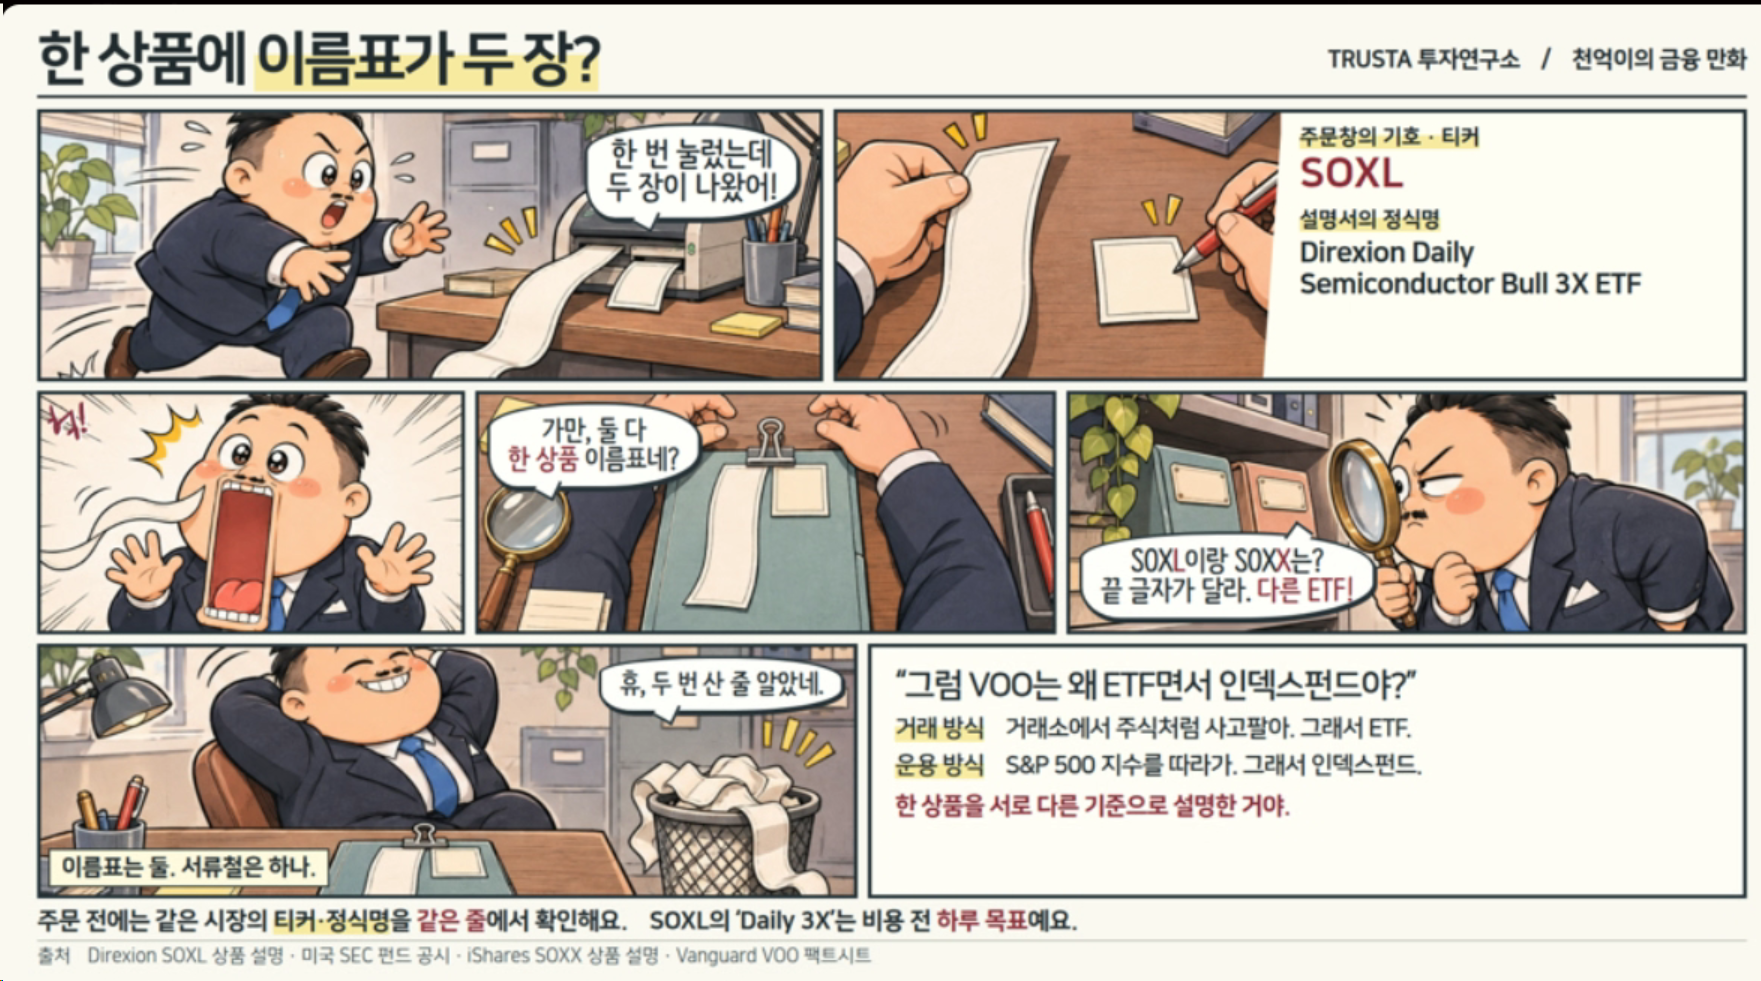 한 상품에 이름표가 두 장?
TRUSTA 투자연구소 / 천억이의 금융 만화
한 번 눌렀는데
두 장이 나왔어!
주문창의 기호 · 티커
SOXL
설명서의 정식명
Direxion Daily
Semiconductor Bull 3X ETF
헉!
가만, 둘 다
한 상품 이름표네?
SOXL이랑 SOXX는?
끝 글자가 달라. 다른 ETF!
휴, 두 번 산 줄 알았네.
이름표는 둘. 서류철은 하나.
“그럼 VOO는 왜 ETF면서 인덱스펀드야?”
거래 방식 거래소에서 주식처럼 사고팔아. 그래서 ETF.
운용 방식 S&P 500 지수를 따라가. 그래서 인덱스펀드.
한 상품을 서로 다른 기준으로 설명한 거야.
주문 전에는 같은 시장의 티커·정식명을 같은 줄에서 확인해요. SOXL의 ‘Daily 3X’는 비용 전 하루 목표예요.
출처 Direxion SOXL 상품 설명 · 미국 SEC 펀드 공시 · iShares SOXX 상품 설명 · Vanguard VOO 팩트시트